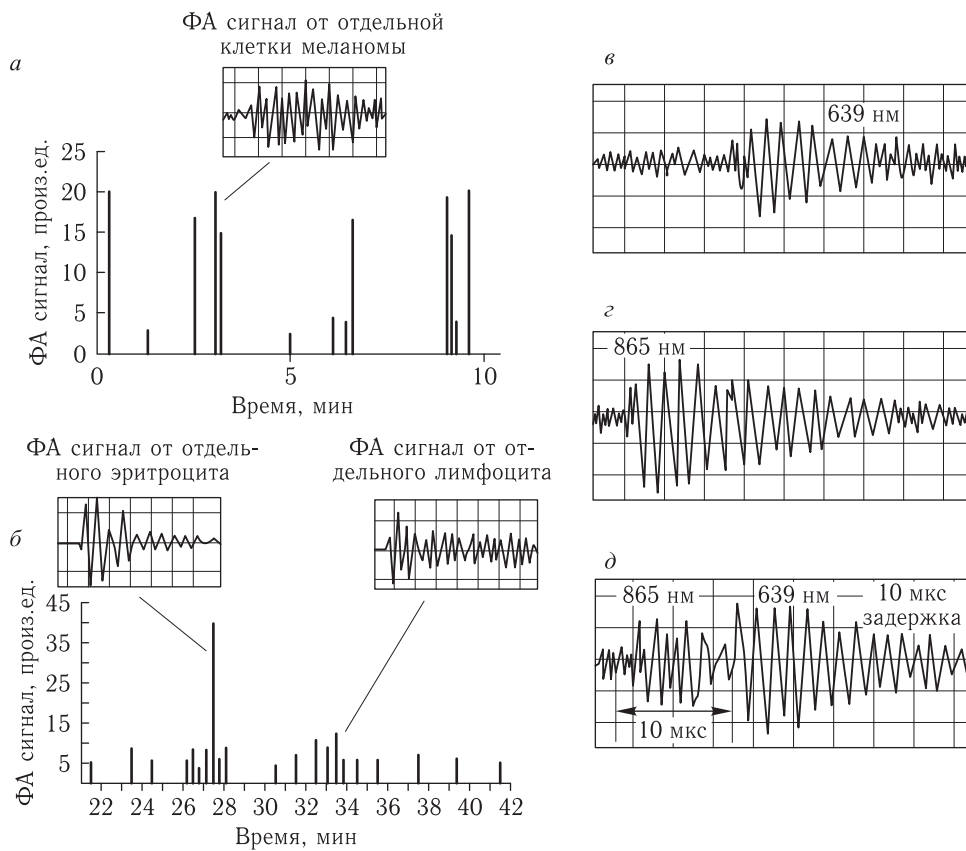 ФА сигнал от отдельной
клетки меланомы
а
ФА сигнал, произ.ед.
25
20
15
10
5
0
0 5 10
Время, мин
ФА сигнал от отдель-
ного эритроцита
ФА сигнал от от-
дельного лимфоцита
б
ФА сигнал, произ.ед.
45
35
25
15
5
22 24 26 28 30 32 34 36 38 40 42
Время, мин
в
639 нм
г
865 нм
д
865 нм 639 нм 10 мкс
задержка
10 мкс